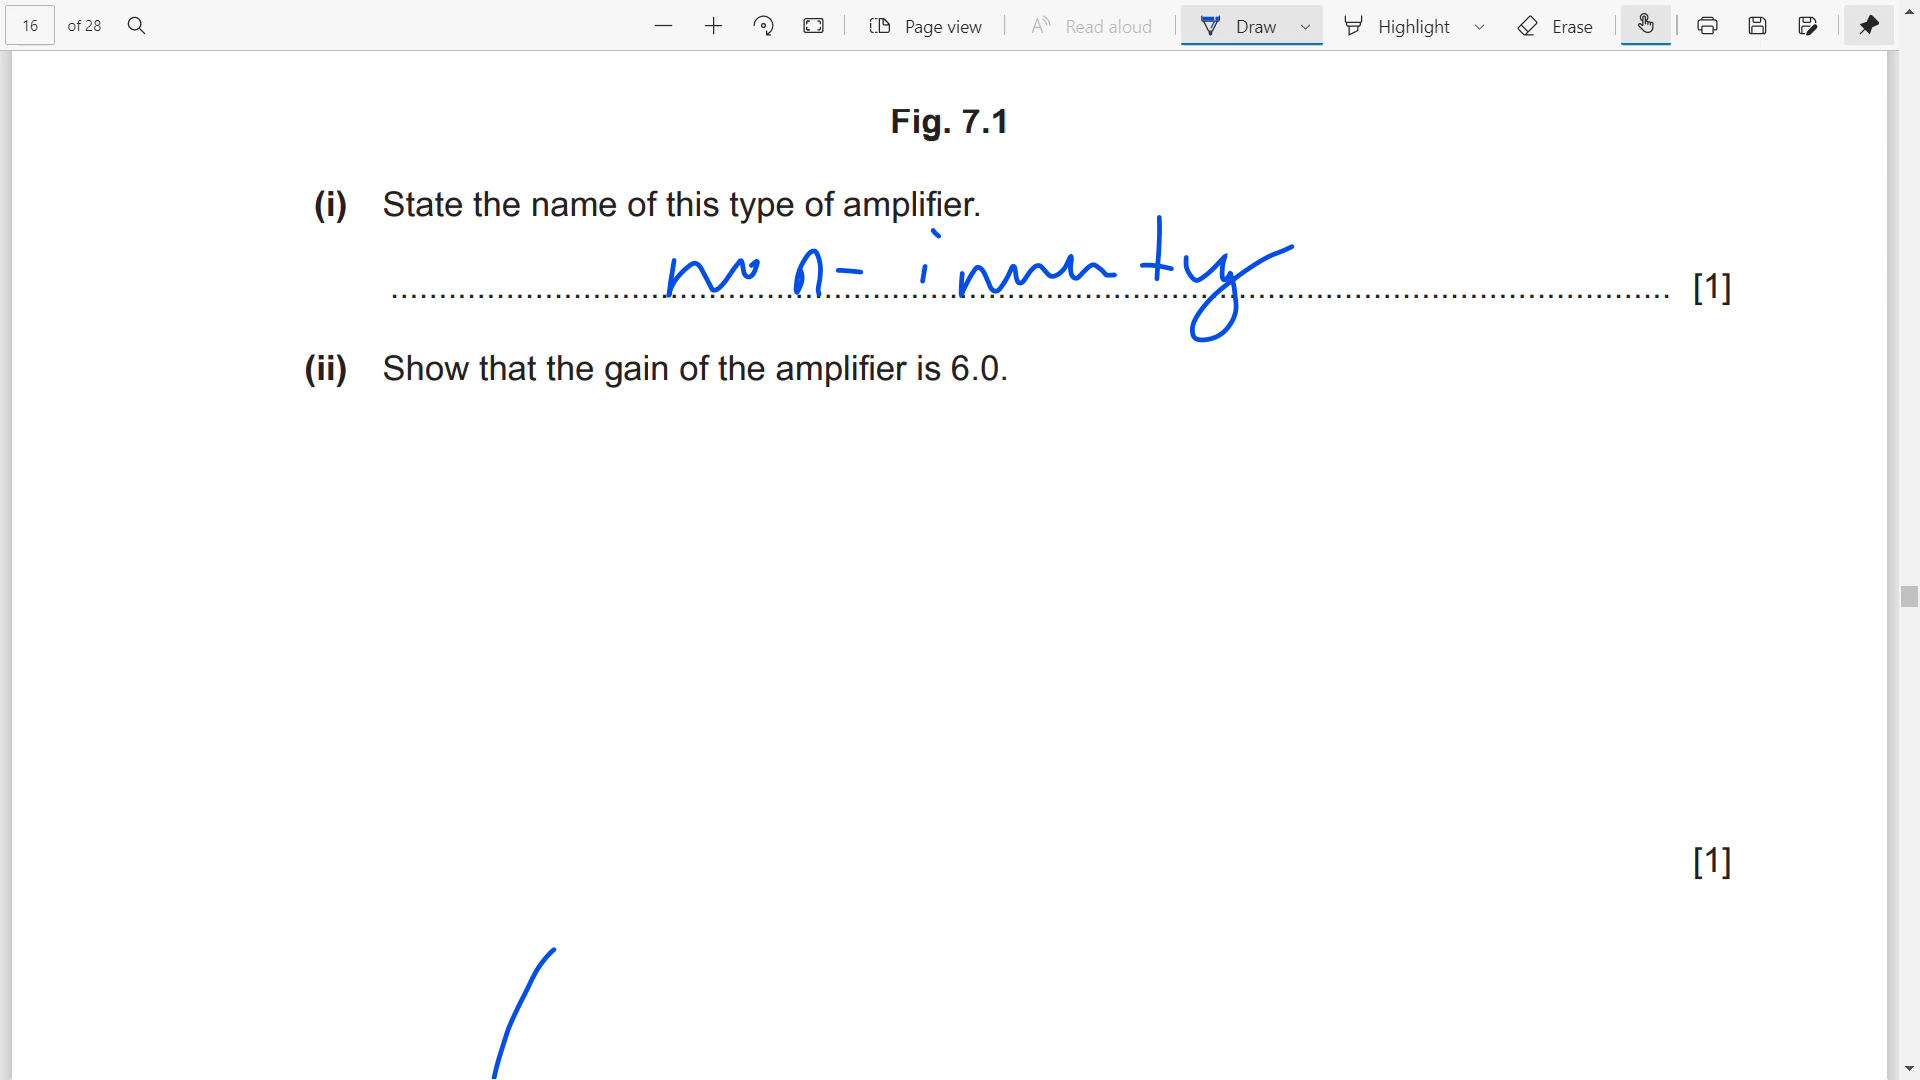 16 of 28 Page view Read aloud Draw Highlight Erase
Fig. 7.1
(i) State the name of this type of amplifier.
non-
[1]
(ii) Show that the gain of the amplifier is 6.0.
[1]